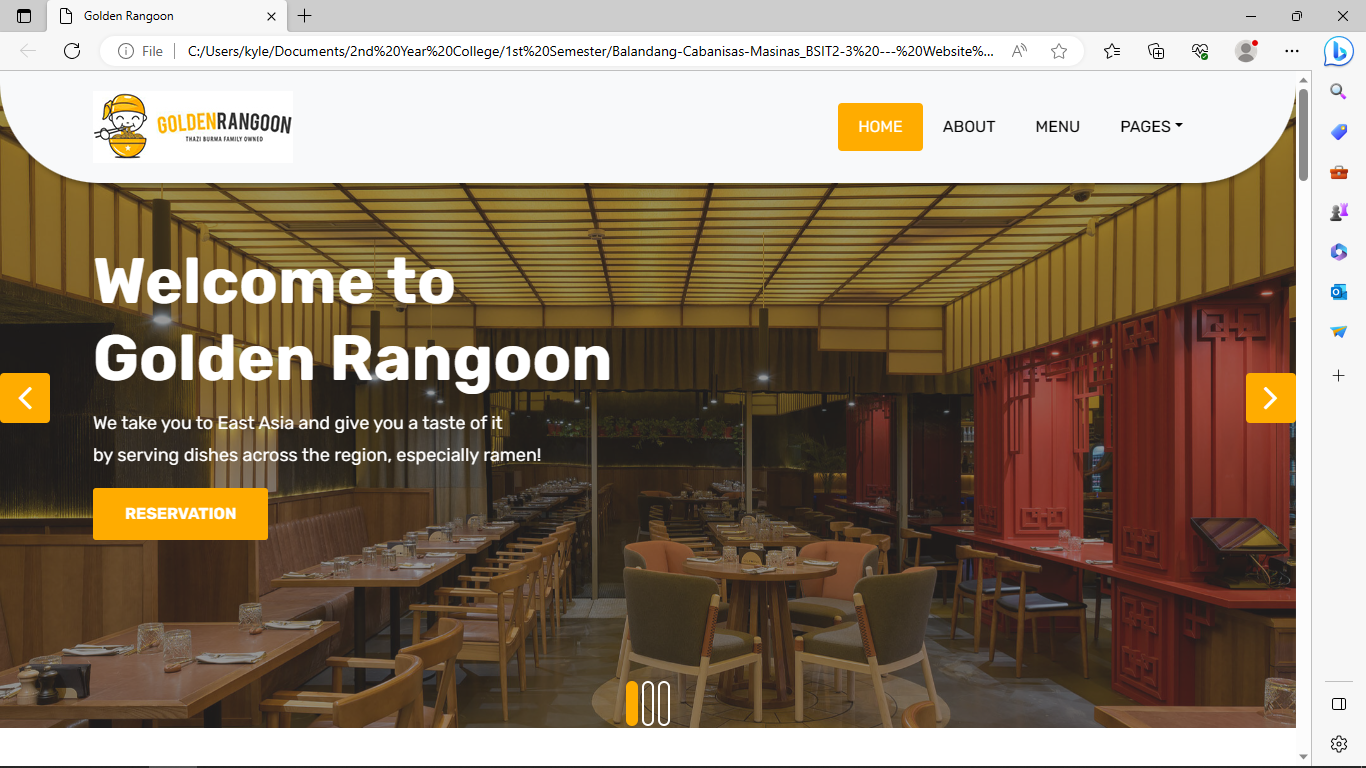 Golden Rangoon
File
C:/Users/kyle/Documents/2nd%20Year%20College/1st%20Semester/Balandang-Cabanisas-Masinas_BSIT2-3%20---%20Website%...
GOLDENRANGOON
THAZI BURMA FAMILY OWNED
HOME
ABOUT
MENU
PAGES
Welcome to
Golden Rangoon
We take you to East Asia and give you a taste of it
by serving dishes across the region, especially ramen!
RESERVATION